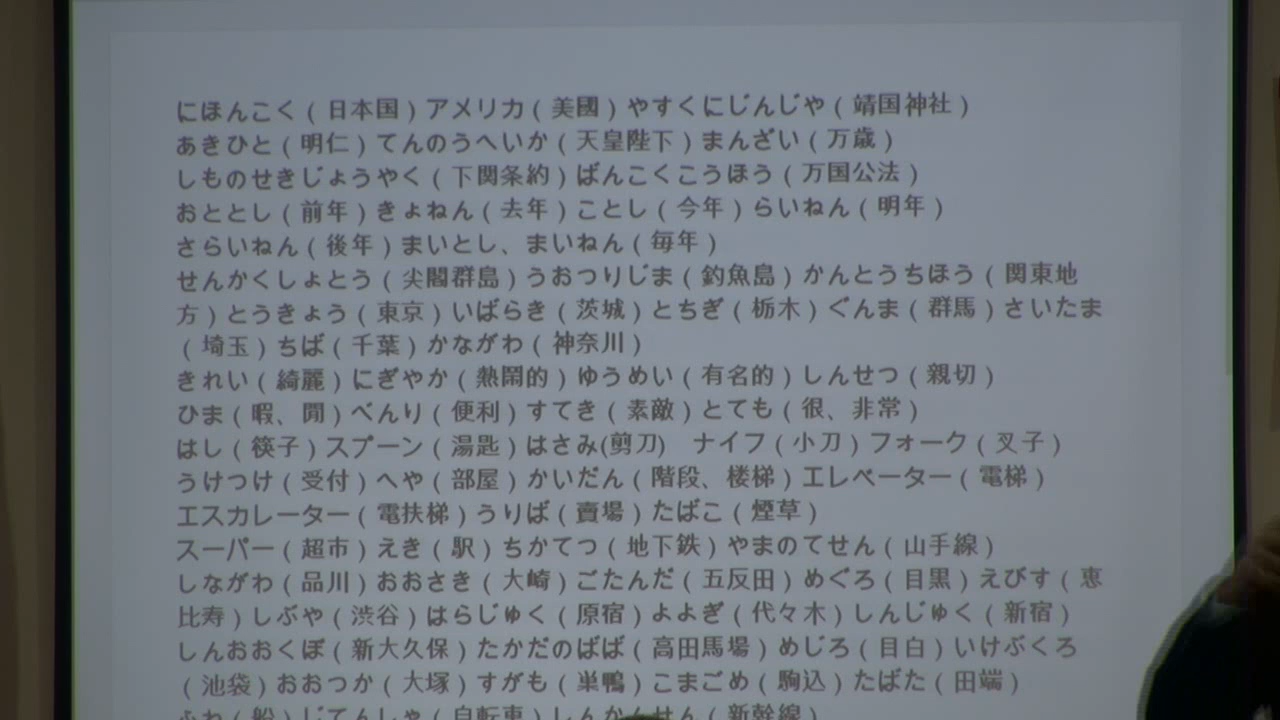 にほんこく（日本国）アメリカ（美國）やすくにじんじゃ（靖国神社）
あきひと（明仁）てんのうへいか（天皇陛下）まんざい（万歳）
しものせきじょうやく（下関条約）ばんこくこうほう（万国公法）
おととし（前年）きょねん（去年）ことし（今年）らいねん（明年）
さらいねん（後年）まいとし、まいねん（毎年）
せんかくしょとう（尖閣群島）うおつりじま（釣魚島）かんとうちほう（関東地
方）とうきょう（東京）いばらき（茨城）とちぎ（栃木）ぐんま（群馬）さいたま
（埼玉）ちば（千葉）かながわ（神奈川）
きれい（綺麗）にぎやか（熱鬧的）ゆうめい（有名的）しんせつ（親切）
ひま（暇、閒）べんり（便利）すてき（素敵）とても（很、非常）
はし（筷子）スプーン（湯匙）はさみ(剪刀)　ナイフ（小刀）フォーク（叉子）
うけつけ（受付）へや（部屋）かいだん（階段、楼梯）エレベーター（電梯）
エスカレーター（電扶梯）うりば（賣場）たばこ（煙草）
スーパー（超市）えき（駅）ちかてつ（地下鉄）やまのてせん（山手線）
しながわ（品川）おおさき（大崎）ごたんだ（五反田）めぐろ（目黒）えびす（恵
比寿）しぶや（渋谷）はらじゅく（原宿）よよぎ（代々木）しんじゅく（新宿）
しんおおくぼ（新大久保）たかだのばば（高田馬場）めじろ（目白）いけぶくろ
（池袋）おおつか（大塚）すがも（巣鴨）こまごめ（駒込）たばた（田端）
ふね（船）じてんしゃ（自転車）しんかんせん（新幹線）